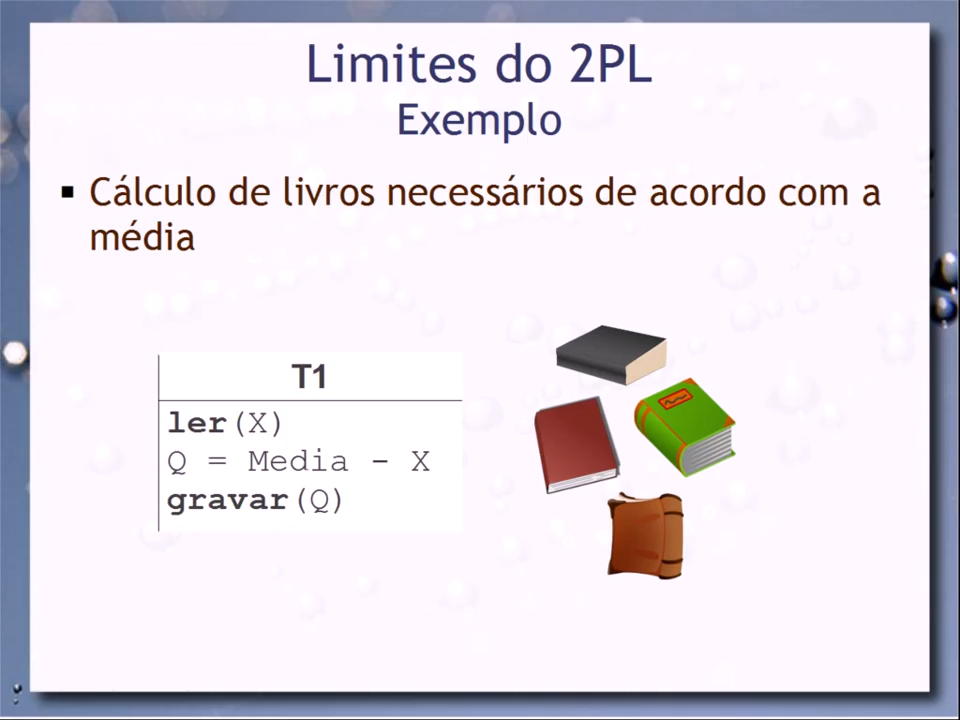 Limites do 2PL
Exemplo
▪ Cálculo de livros necessários de acordo com a
média
T1
ler(X)
Q = Media - X
gravar(Q)